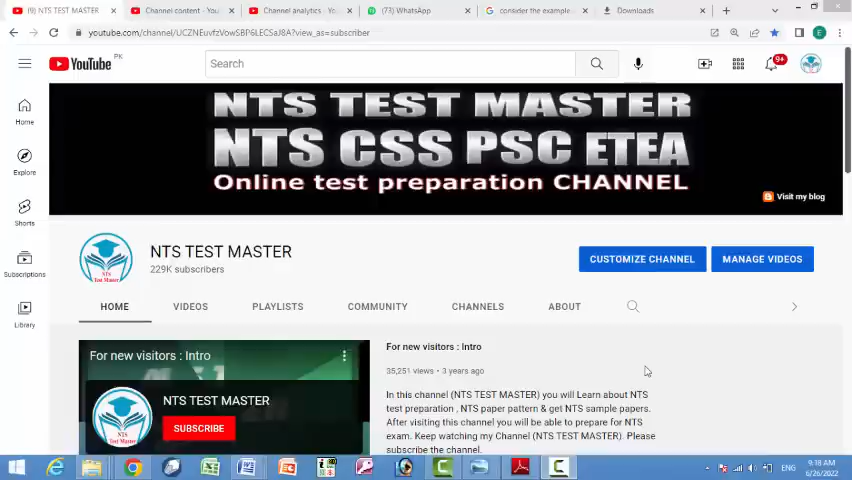 (9) NTS TEST MASTER
Channel content - You
Channel analytics - You
(73) WhatsApp
consider the example
Downloads
youtube.com/channel/UCZNEuvfzVowSBP6LECSaJ8A?view_as=subscriber
YouTube PK
Search
9+
NTS TEST MASTER
NTS CSS PSC ETEA
Online test preparation CHANNEL
Visit my blog
Home
Explore
Shorts
Subscriptions
Library
NTS TEST MASTER
229K subscribers
CUSTOMIZE CHANNEL
MANAGE VIDEOS
HOME VIDEOS PLAYLISTS COMMUNITY CHANNELS ABOUT
For new visitors : Intro
NTS TEST MASTER
SUBSCRIBE
NTS
Test Master
For new visitors : Intro
35,251 views • 3 years ago
In this channel (NTS TEST MASTER) you will Learn about NTS
test preparation , NTS paper pattern & get NTS sample papers.
After visiting this channel you will be able to prepare for NTS
exam. Keep watching my Channel (NTS TEST MASTER). Please
subscribe the channel.
ENG
9:18 AM
6/26/2022